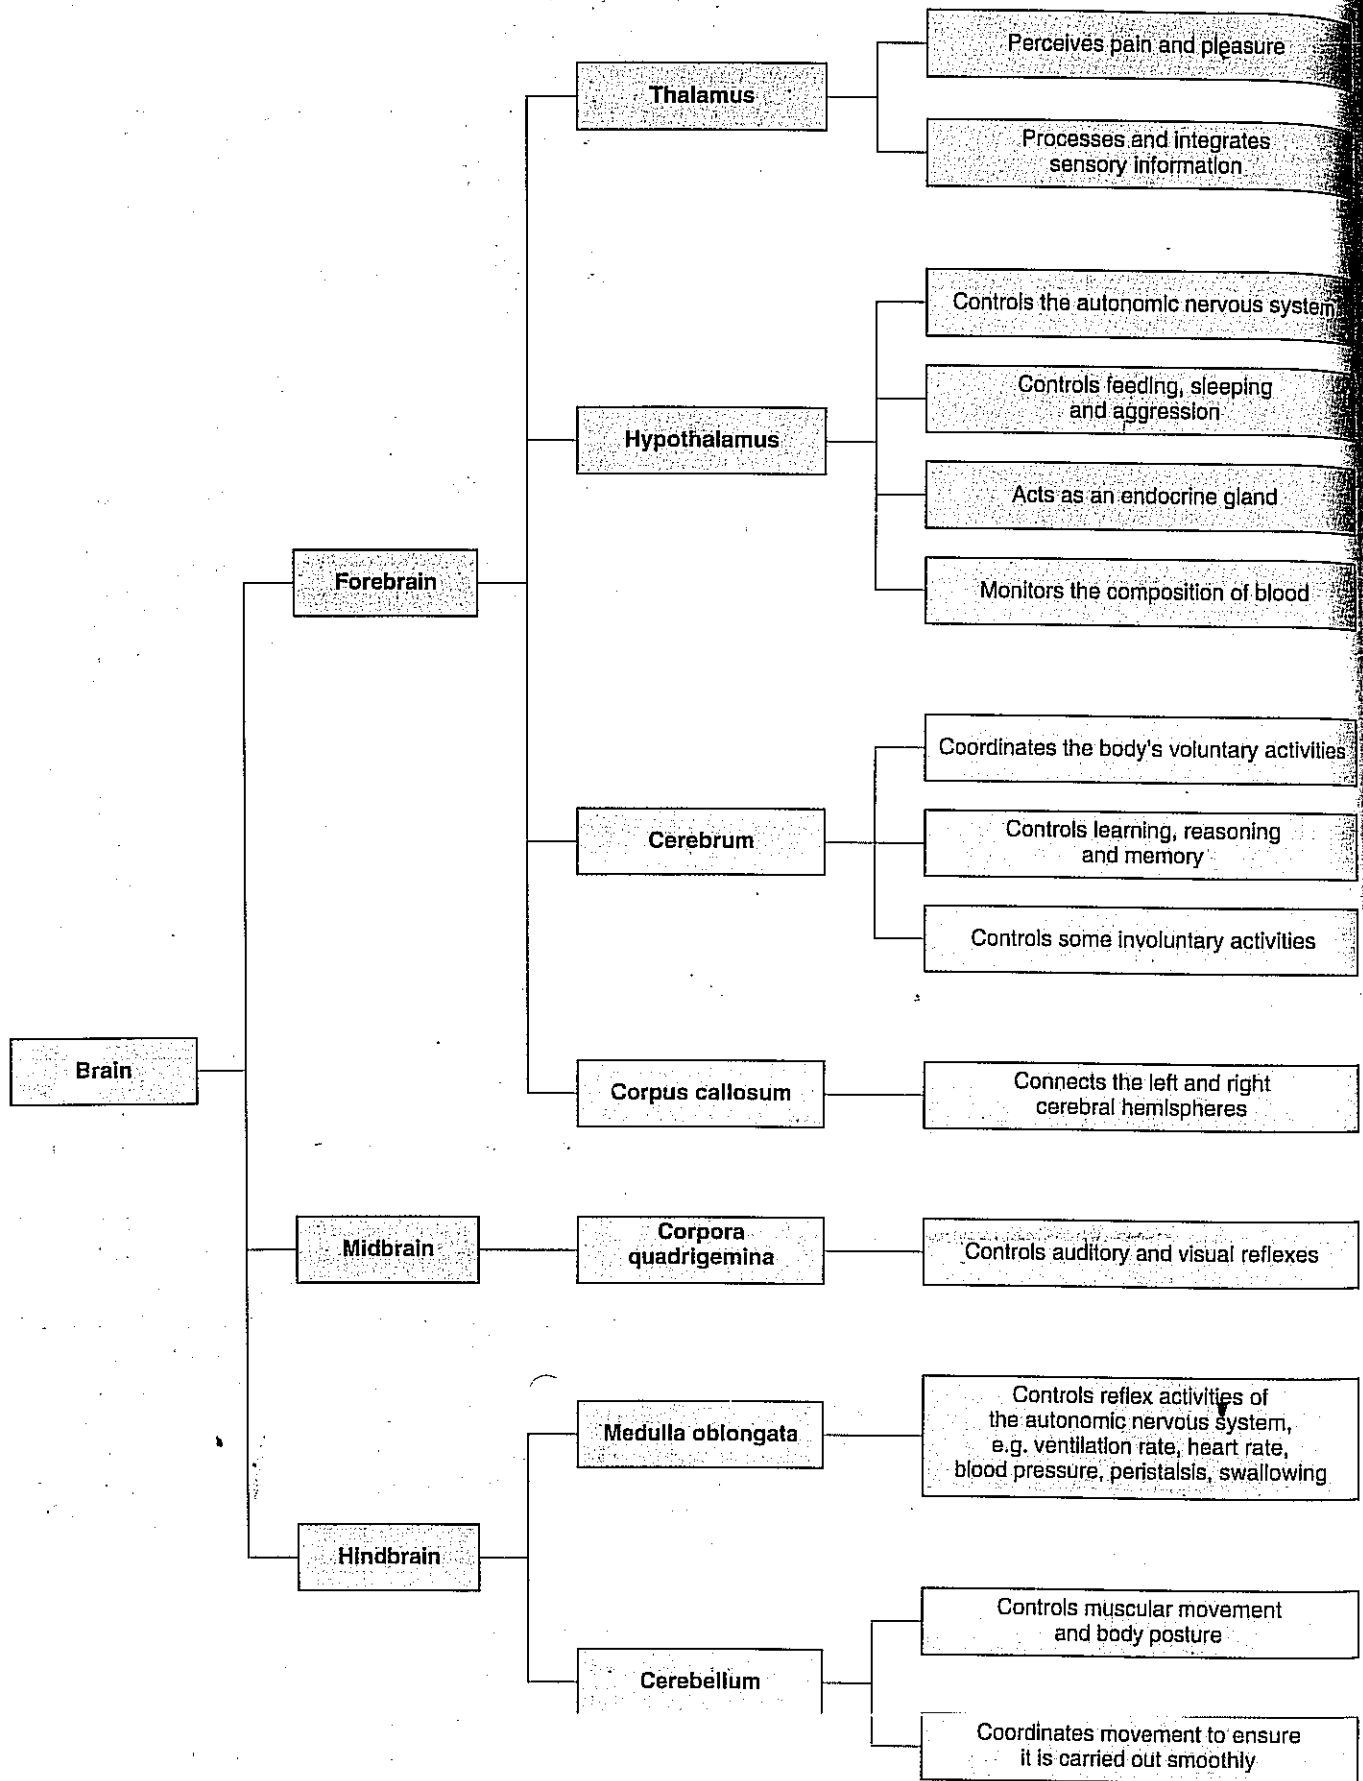 Perceives pain and pleasure
Thalamus
Processes and integrates
sensory information
Controls the autonomic nervous system
Controls feeding, sleeping
and aggression
Hypothalamus
Acts as an endocrine gland
Forebrain
Monitors the composition of blood
Coordinates the body's voluntary activities
Cerebrum
Controls learning, reasoning
and memory
Controls some involuntary activities
Brain
Corpus callosum
Connects the left and right
cerebral hemispheres
Midbrain
Corpora
quadrigemina
Controls auditory and visual reflexes
Medulla oblongata
Controls reflex activities of
the autonomic nervous system,
e.g. ventilation rate, heart rate,
blood pressure, peristalsis, swallowing
Hindbrain
Controls muscular movement
and body posture
Cerebellum
Coordinates movement to ensure
it is carried out smoothly